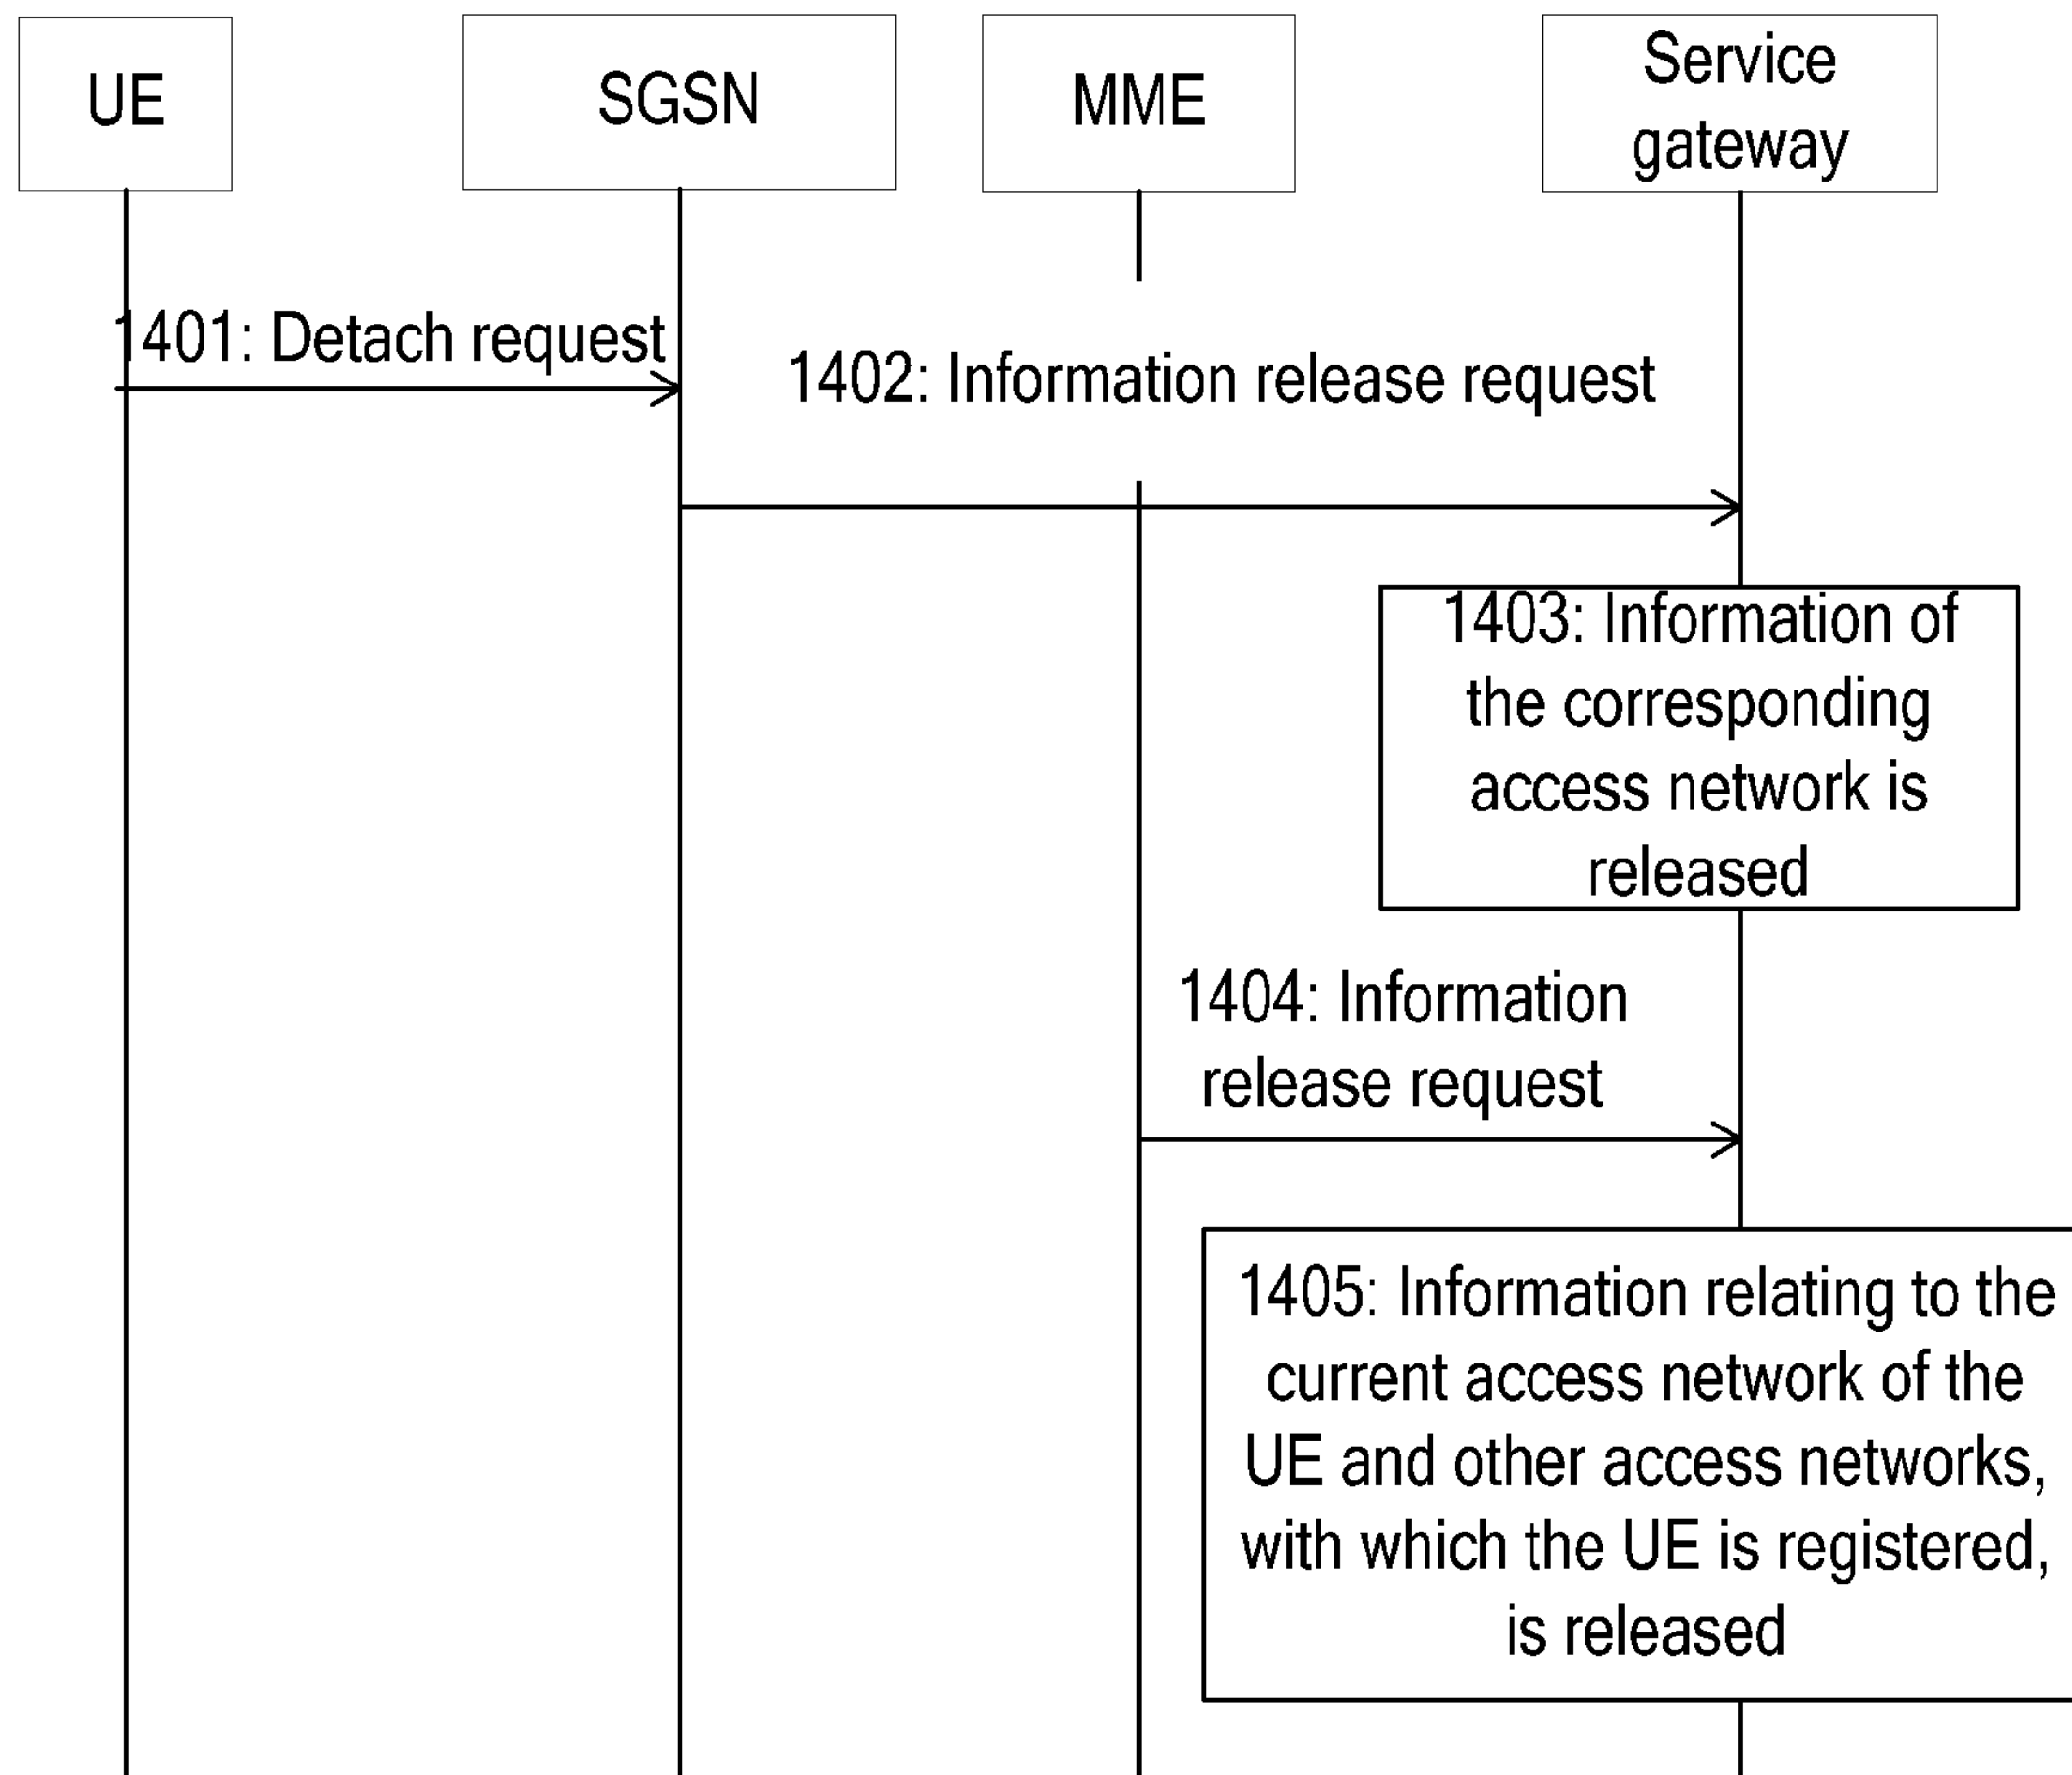 UE
SGSN
MME
Service
gateway
1401: Detach request
1402: Information release request
1403: Information of
the corresponding
access network is
released
1404: Information
release request
1405: Information relating to the
current access network of the
UE and other access networks,
with which the UE is registered,
is released